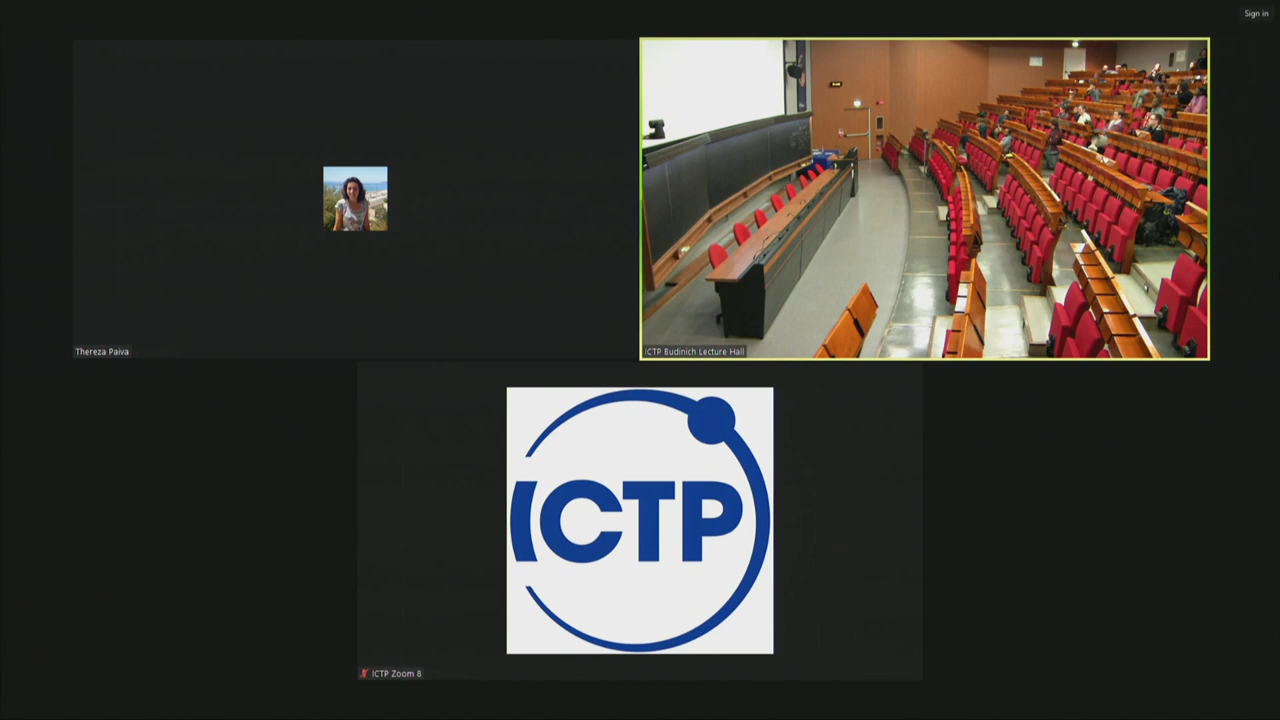 Sign in
Thereza Paiva
ICTP Budinich Lecture Hall
ICTP
ICTP Zoom 8